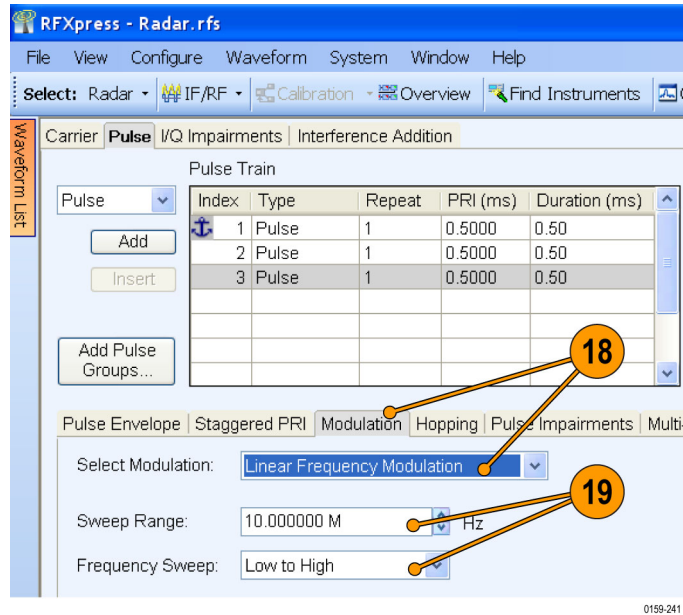 RFXpress - Radar.rfs
File View Configure Waveform System Window Help
Select: Radar IF/RF Calibration Overview Find Instruments
Waveform List
Carrier Pulse I/Q Impairments Interference Addition
Pulse Train
Pulse
Add
Insert
Add Pulse
Groups...
Index Type Repeat PRI (ms) Duration (ms)
1 Pulse 1 0.5000 0.50
2 Pulse 1 0.5000 0.50
3 Pulse 1 0.5000 0.50
18
Pulse Envelope Staggered PRI Modulation Hopping Pulse Impairments Multi-
Select Modulation: Linear Frequency Modulation
19
Sweep Range: 10.000000 M Hz
Frequency Sweep: Low to High
0159-241